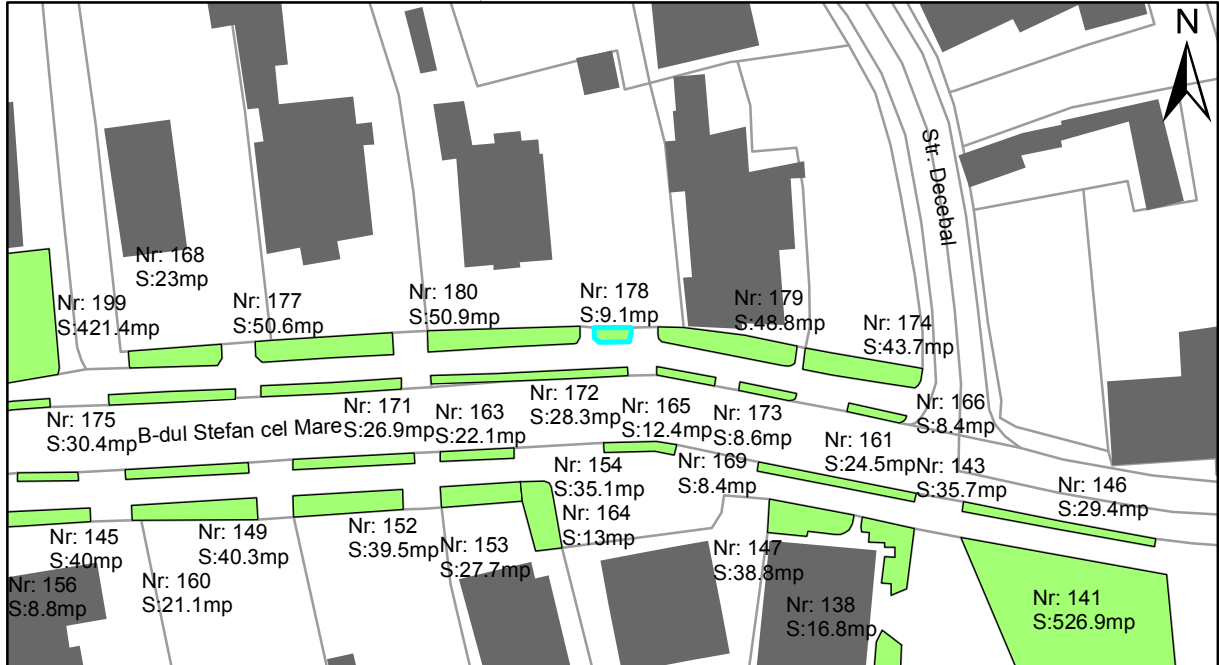 N
Str. Decebal
Nr: 168
S:23mp
Nr: 199
S:421.4mp
Nr: 177
S:50.6mp
Nr: 180
S:50.9mp
Nr: 178
S:9.1mp
Nr: 179
S:48.8mp
Nr: 174
S:43.7mp
Nr: 175
S:30.4mp
B-dul Stefan cel Mare
Nr: 171
S:26.9mp
Nr: 163
S:22.1mp
Nr: 172
S:28.3mp
Nr: 165
S:12.4mp
Nr: 173
S:8.6mp
Nr: 166
S:8.4mp
Nr: 161
S:24.5mp
Nr: 143
S:35.7mp
Nr: 146
S:29.4mp
Nr: 154
S:35.1mp
Nr: 169
S:8.4mp
Nr: 164
S:13mp
Nr: 145
S:40mp
Nr: 149
S:40.3mp
Nr: 152
S:39.5mp
Nr: 153
S:27.7mp
Nr: 147
S:38.8mp
Nr: 156
S:8.8mp
Nr: 160
S:21.1mp
Nr: 138
S:16.8mp
Nr: 141
S:526.9mp